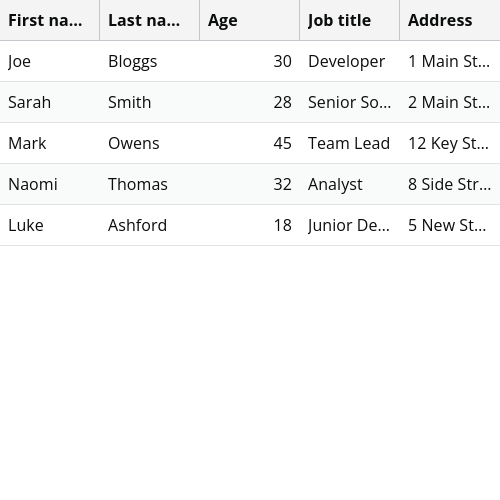 First na... Last na... Age Job title Address
Joe Bloggs 30 Developer 1 Main St...
Sarah Smith 28 Senior So... 2 Main St...
Mark Owens 45 Team Lead 12 Key St...
Naomi Thomas 32 Analyst 8 Side Str...
Luke Ashford 18 Junior De... 5 New St...